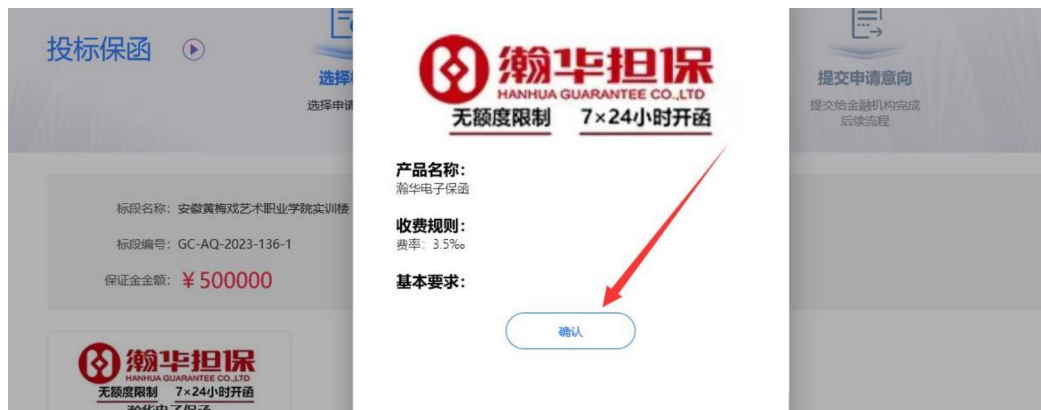 投标保函
选择
选择申请
提交申请意向
提交给金融机构完成
后续流程
标段名称：安徽黄梅戏艺术职业学院实训楼
标段编号：GC-AQ-2023-136-1
保证金金额：￥500000
瀚华担保
HANHUA GUARANTEE CO.,LTD
无额度限制 7×24小时开函
瀚华电子保函
瀚华担保
HANHUA GUARANTEE CO.,LTD
无额度限制 7×24小时开函
产品名称：
瀚华电子保函
收费规则：
费率：3.5‰
基本要求：
确认